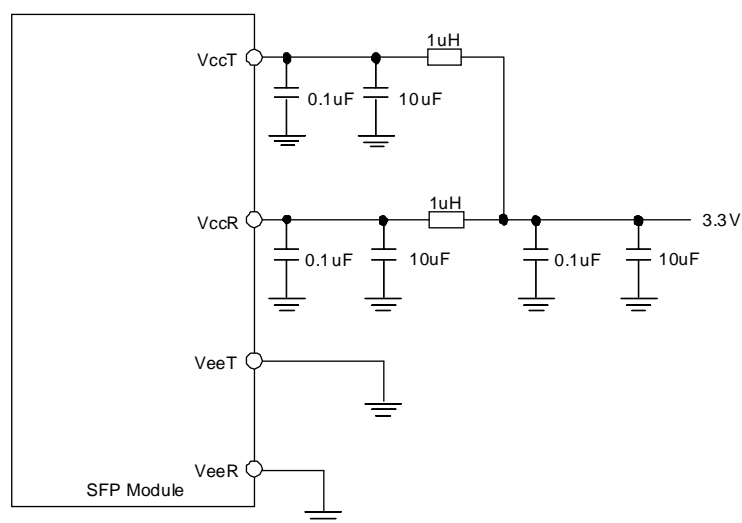 1uH
VccT
0.1uF
10uF
1uH
VccR
3.3V
0.1uF
10uF
0.1uF
10uF
VeeT
VeeR
SFP Module